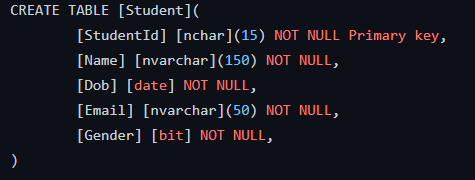 CREATE TABLE [Student](
[StudentId] [nchar](15) NOT NULL Primary key,
[Name] [nvarchar](150) NOT NULL,
[Dob] [date] NOT NULL,
[Email] [nvarchar](50) NOT NULL,
[Gender] [bit] NOT NULL,
)